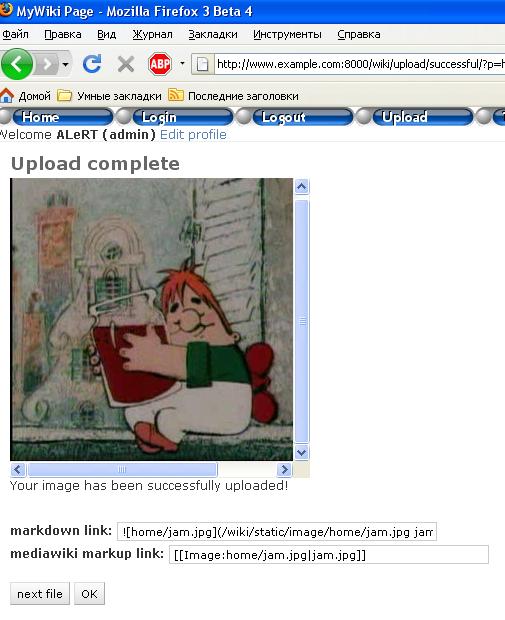 MyWiki Page - Mozilla Firefox 3 Beta 4
Файл Правка Вид Журнал Закладки Инструменты Справка
ABP http://www.example.com:8000/wiki/upload/successful/?p=h
Домой Умные закладки Последние заголовки
Home Login Logout Upload ?
Welcome ALeRT (admin) Edit profile
Upload complete
Your image has been successfully uploaded!
markdown link: ![home/jam.jpg](/wiki/static/image/home/jam.jpg jam
mediawiki markup link: [[Image:home/jam.jpg|jam.jpg]]
next file OK